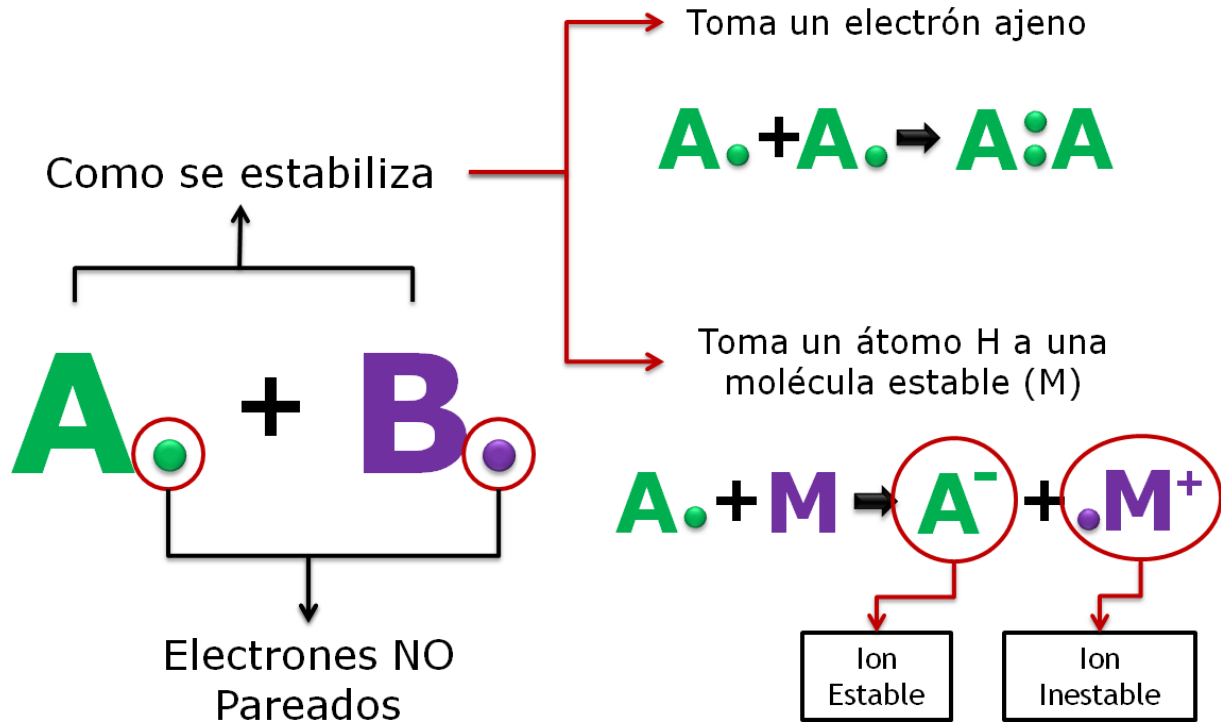 Toma un electrón ajeno
A + A → A : A
Como se estabiliza
A. + B.
Electrones NO
Pareados
Toma un átomo H a una
molécula estable (M)
A. + M → A⁻ + .M⁺
Ion
Estable
Ion
Inestable